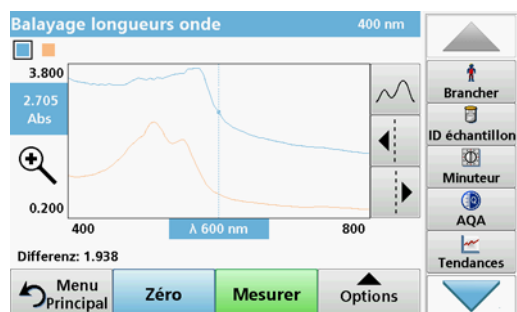 Balayage longueurs onde 400 nm
3.800
2.705
Abs
0.200
400 λ 600 nm 800
Differenz: 1.938
Menu
Principal
Zéro
Mesurer
Options
Brancher
ID échantillon
Minuteur
AQA
Tendances